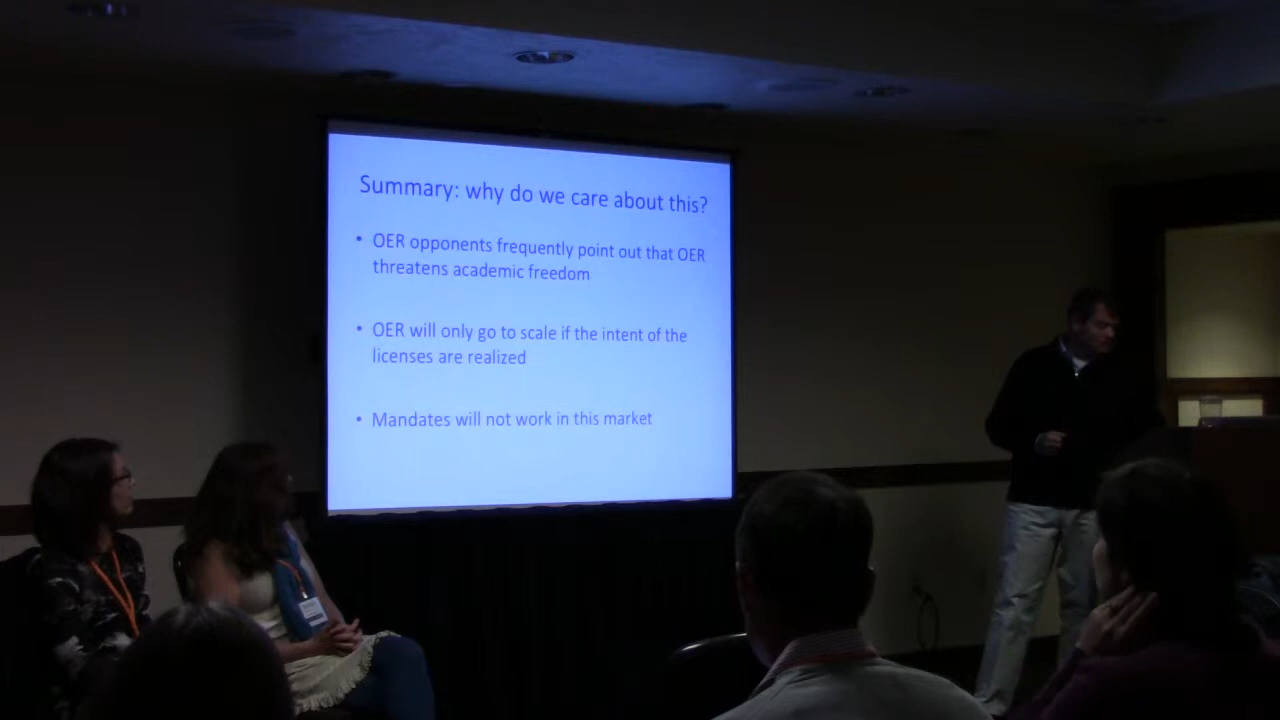 Summary: why do we care about this?
• OER opponents frequently point out that OER
threatens academic freedom
• OER will only go to scale if the intent of the
licenses are realized
• Mandates will not work in this market